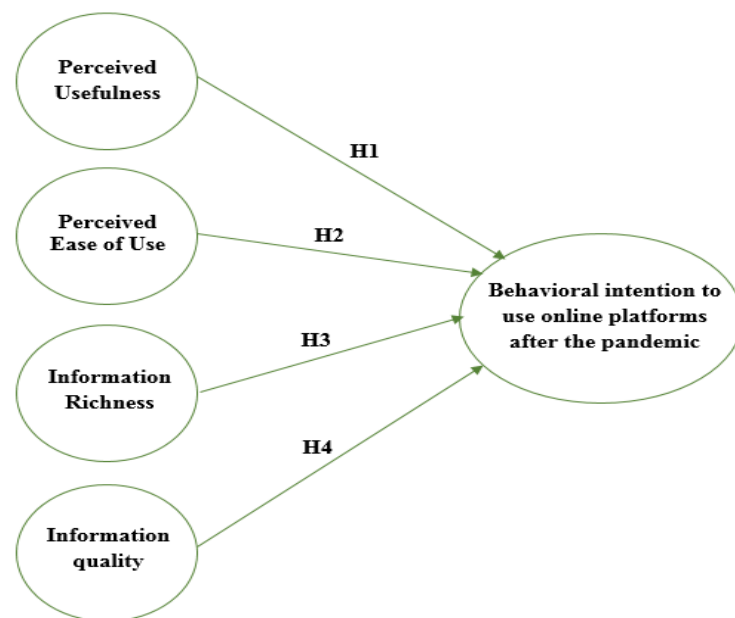 Perceived
Usefulness
H1
Perceived
Ease of Use
H2
Behavioral intention to
use online platforms
after the pandemic
H3
Information
Richness
H4
Information
quality